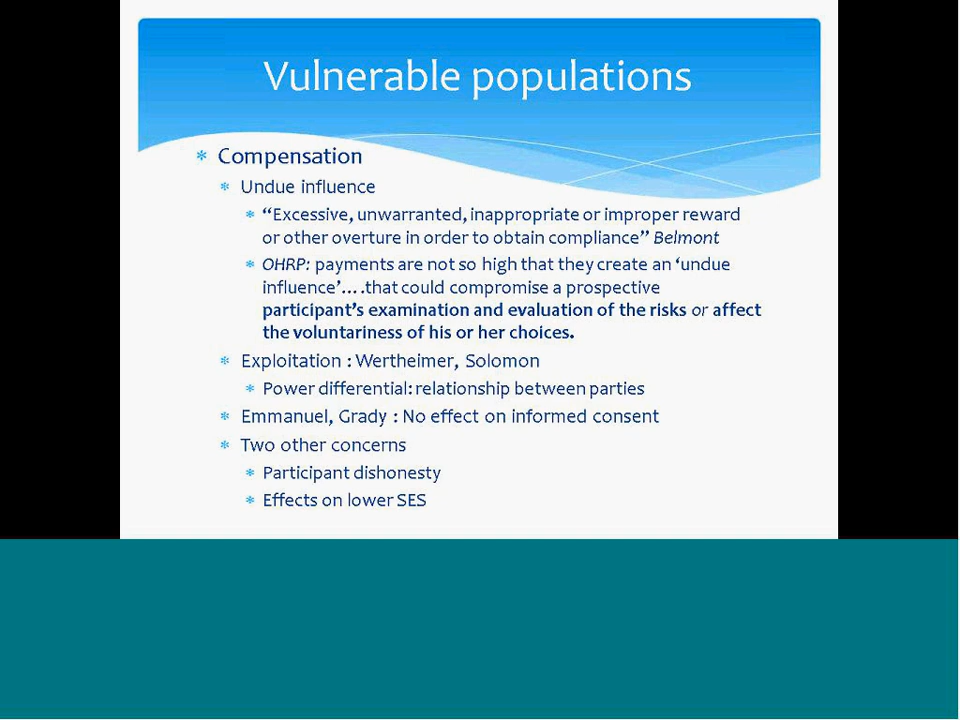 Vulnerable populations
* Compensation
* Undue influence
* “Excessive, unwarranted, inappropriate or improper reward
or other overture in order to obtain compliance” Belmont
* OHRP: payments are not so high that they create an ‘undue
influence’….that could compromise a prospective
participant’s examination and evaluation of the risks or affect
the voluntariness of his or her choices.
* Exploitation : Wertheimer, Solomon
* Power differential: relationship between parties
* Emmanuel, Grady : No effect on informed consent
* Two other concerns
* Participant dishonesty
* Effects on lower SES